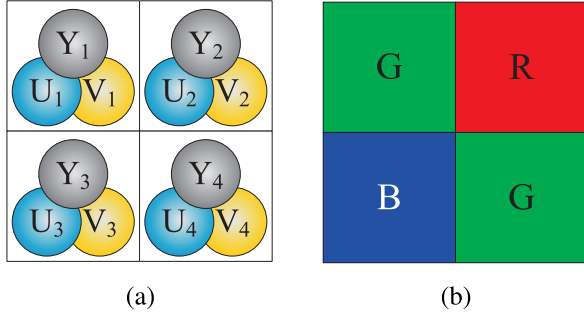 Y₁ Y₂ G R
U₁ V₁ U₂ V₂
Y₃ Y₄ B G
U₃ V₃ U₄ V₄
(a) (b)